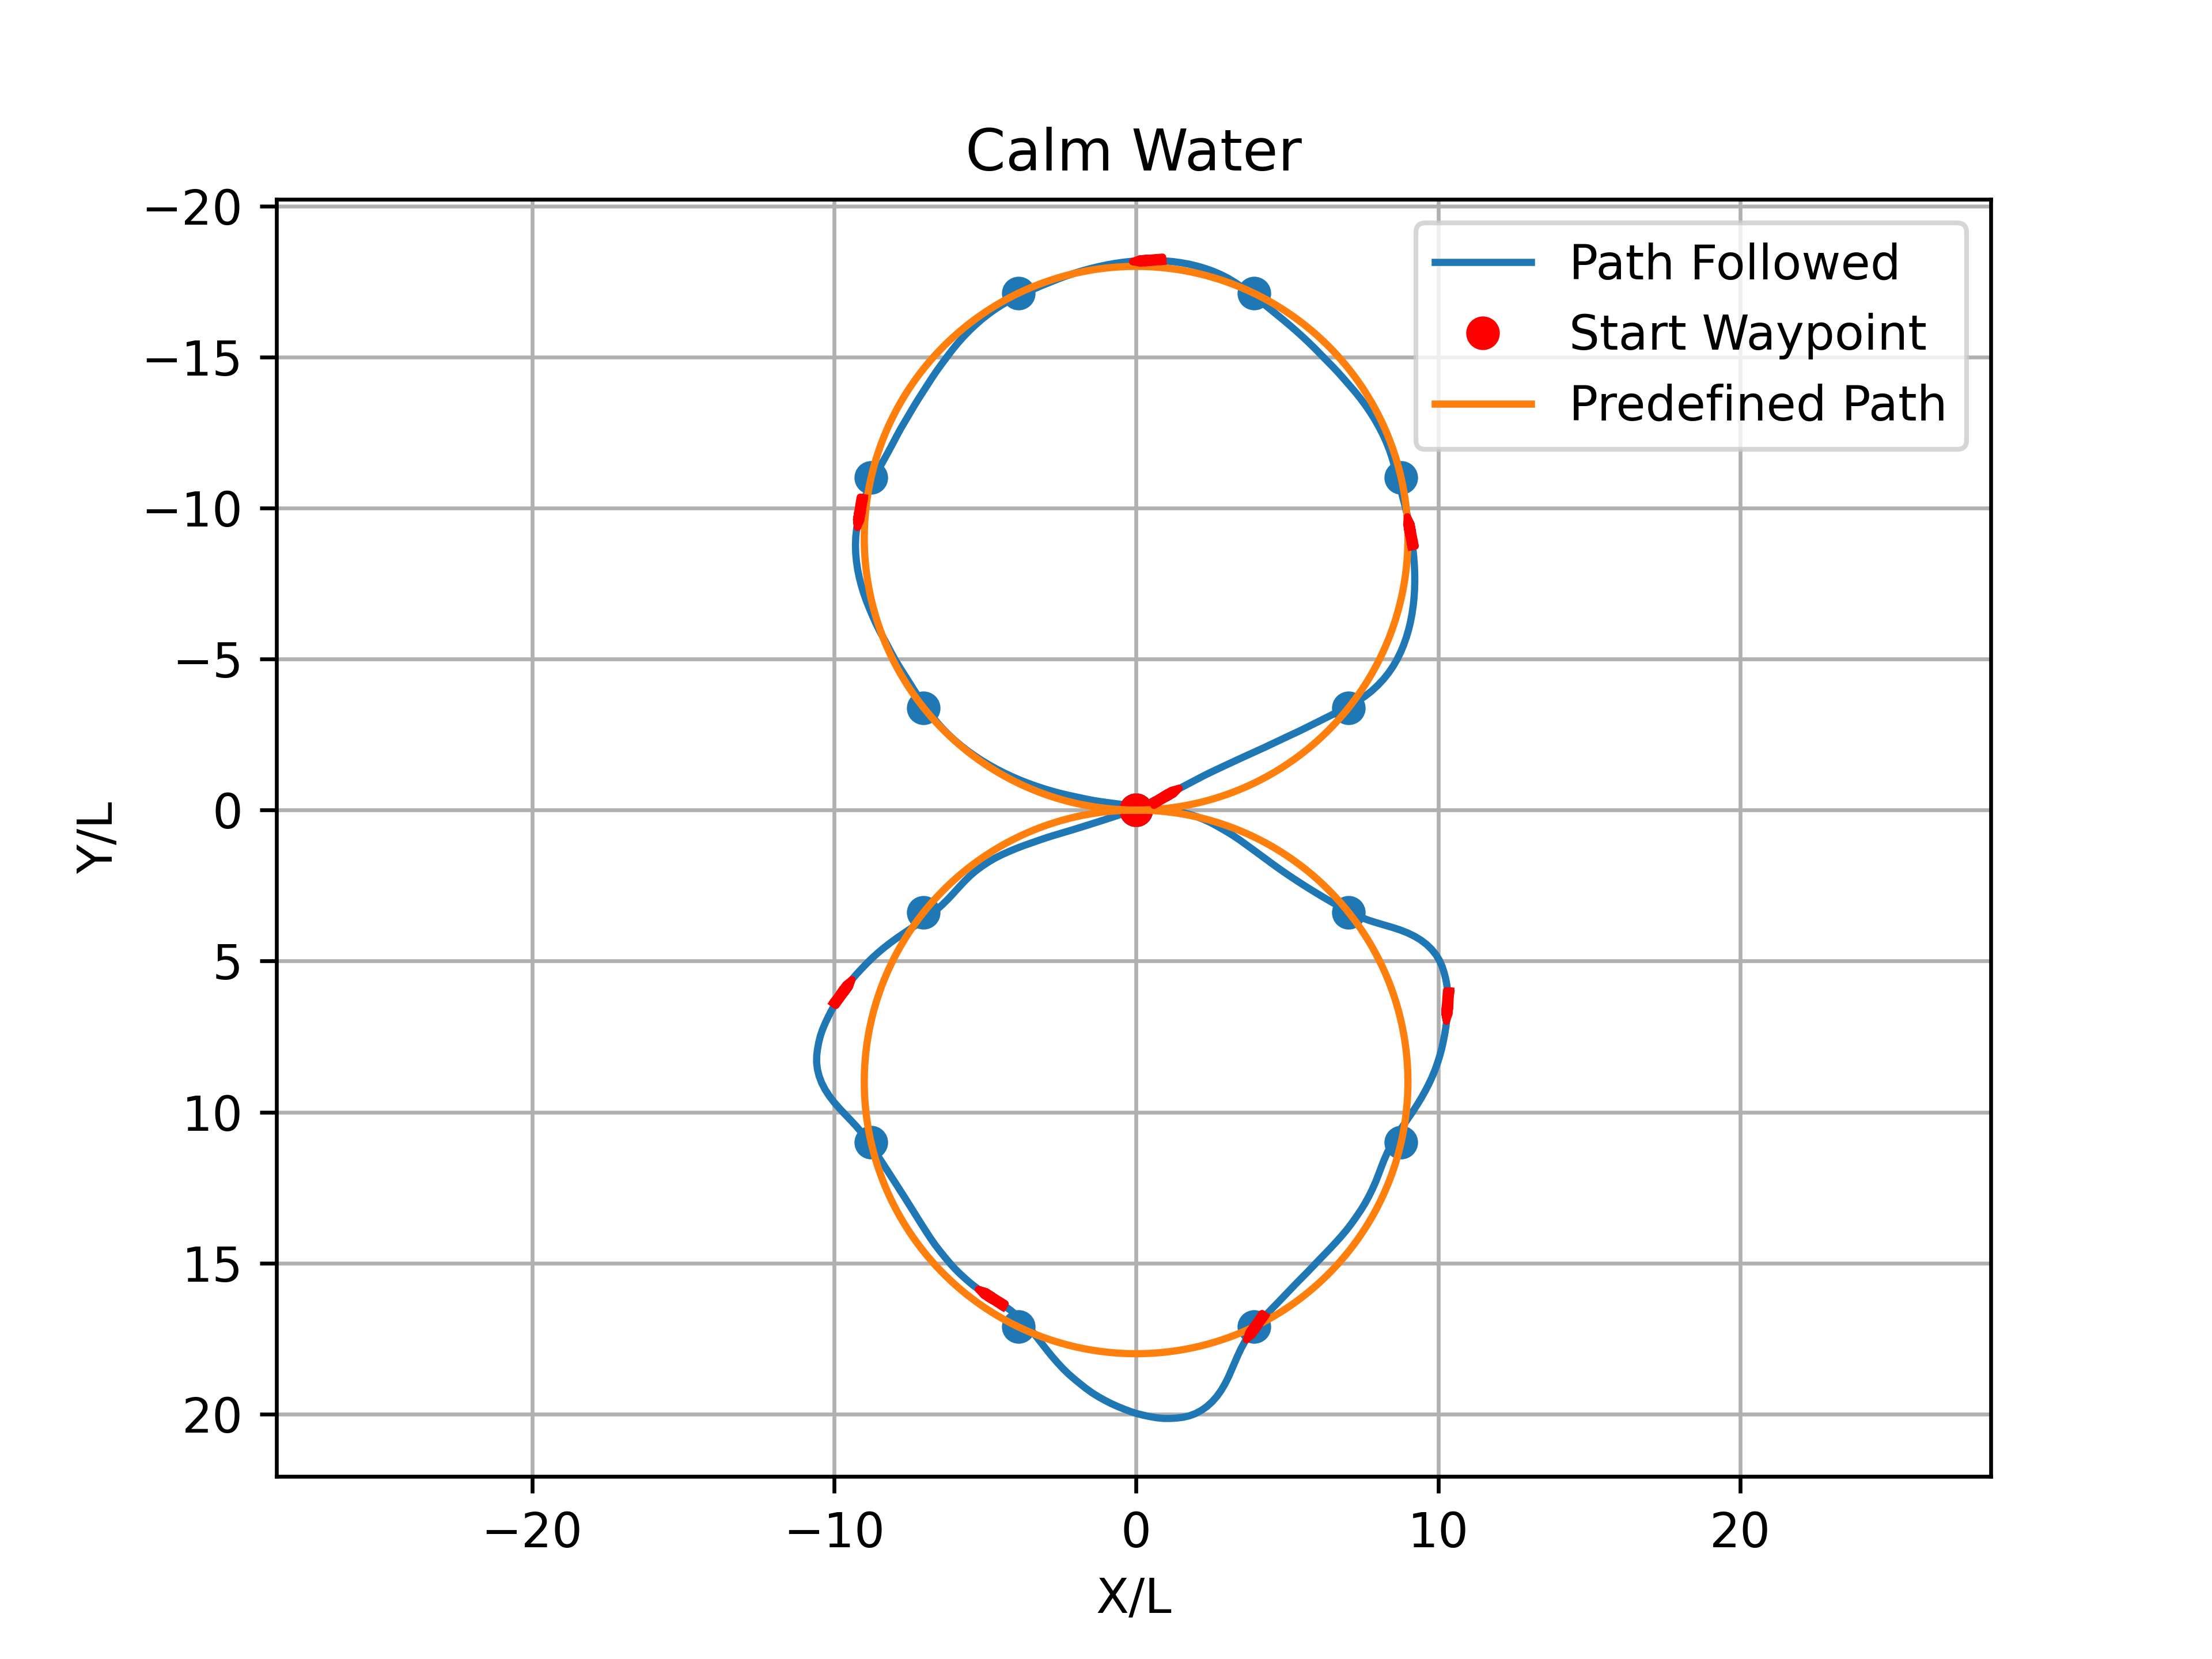 Calm Water
Path Followed
Start Waypoint
Predefined Path
−20
−15
−10
−5
0
5
10
15
20
Y/L
−20 −10 0 10 20
X/L